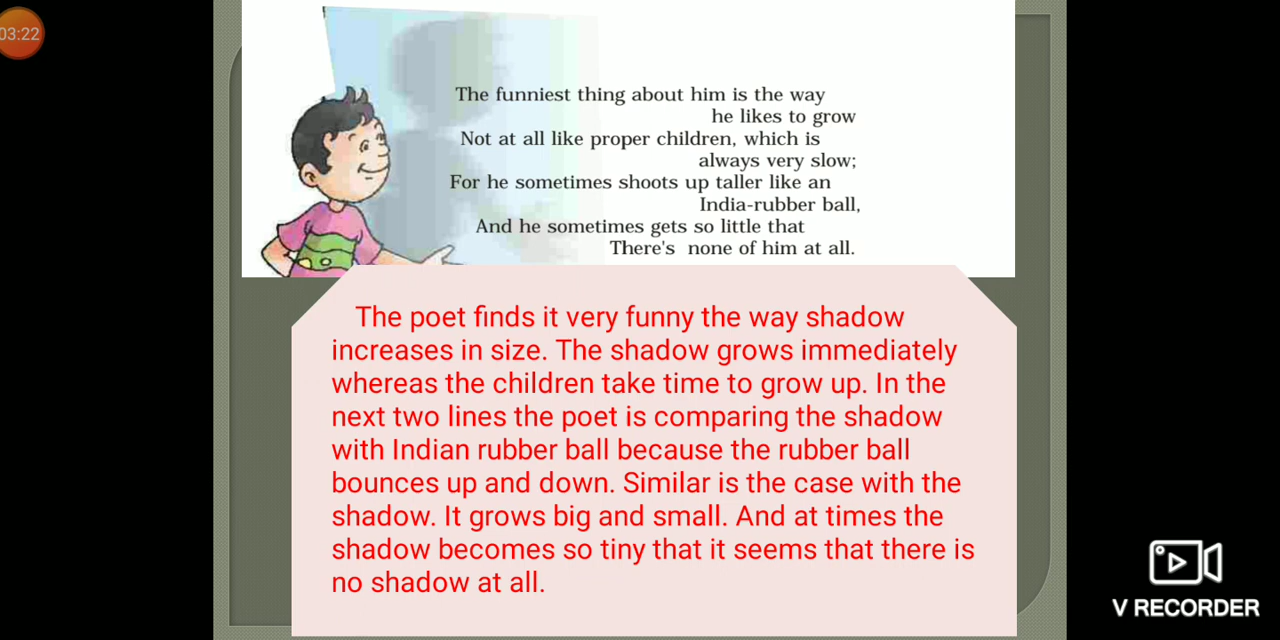 03:22
The funniest thing about him is the way
he likes to grow
Not at all like proper children, which is
always very slow;
For he sometimes shoots up taller like an
India-rubber ball,
And he sometimes gets so little that
There's none of him at all.
The poet finds it very funny the way shadow
increases in size. The shadow grows immediately
whereas the children take time to grow up. In the
next two lines the poet is comparing the shadow
with Indian rubber ball because the rubber ball
bounces up and down. Similar is the case with the
shadow. It grows big and small. And at times the
shadow becomes so tiny that it seems that there is
no shadow at all.
V RECORDER